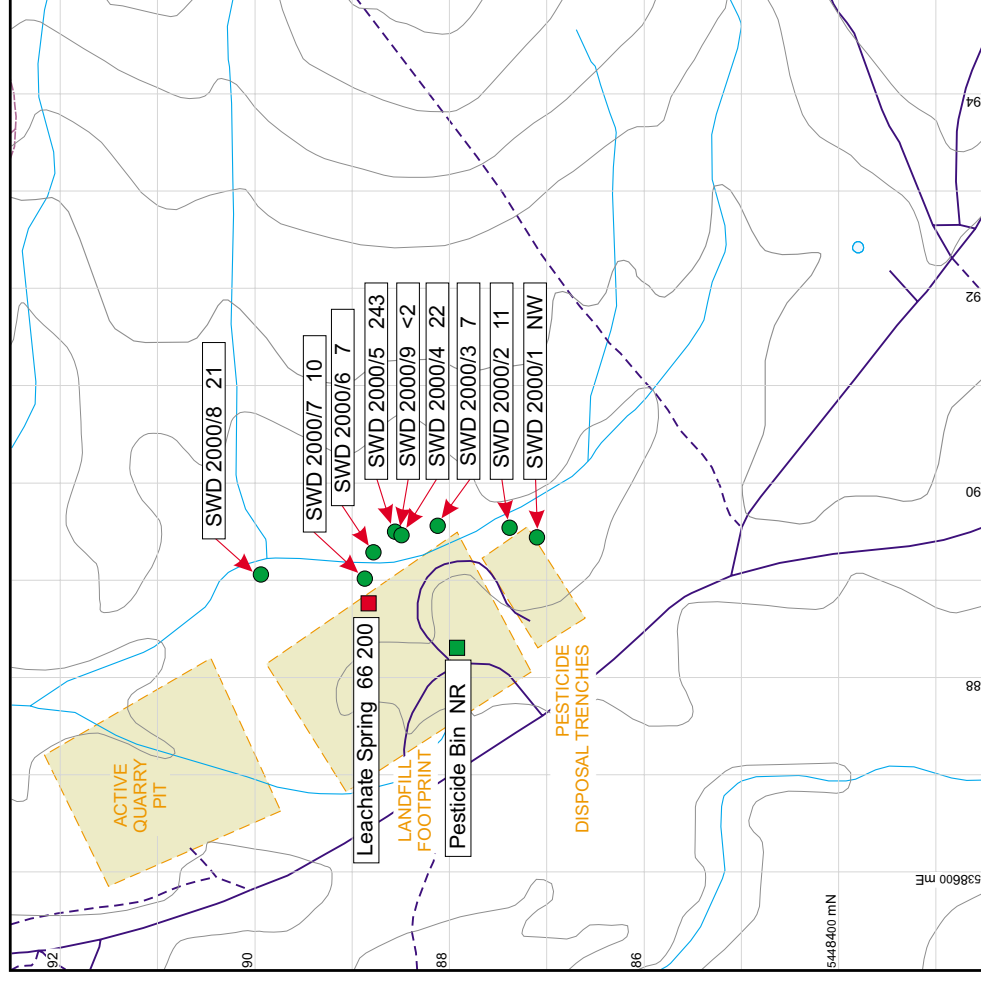 SWD 2000/8 21
SWD 2000/7 10
SWD 2000/6 7
SWD 2000/5 243
SWD 2000/9 <2
SWD 2000/4 22
SWD 2000/3 7
SWD 2000/2 11
SWD 2000/1 NW
Leachate Spring 66 200
Pesticide Bin NR
ACTIVE
QUARRY
PIT
LANDFILL
FOOTPRINT
PESTICIDE
DISPOSAL TRENCHES
92
90
88
86
5448400 mN
94
92
90
88
538600 mE